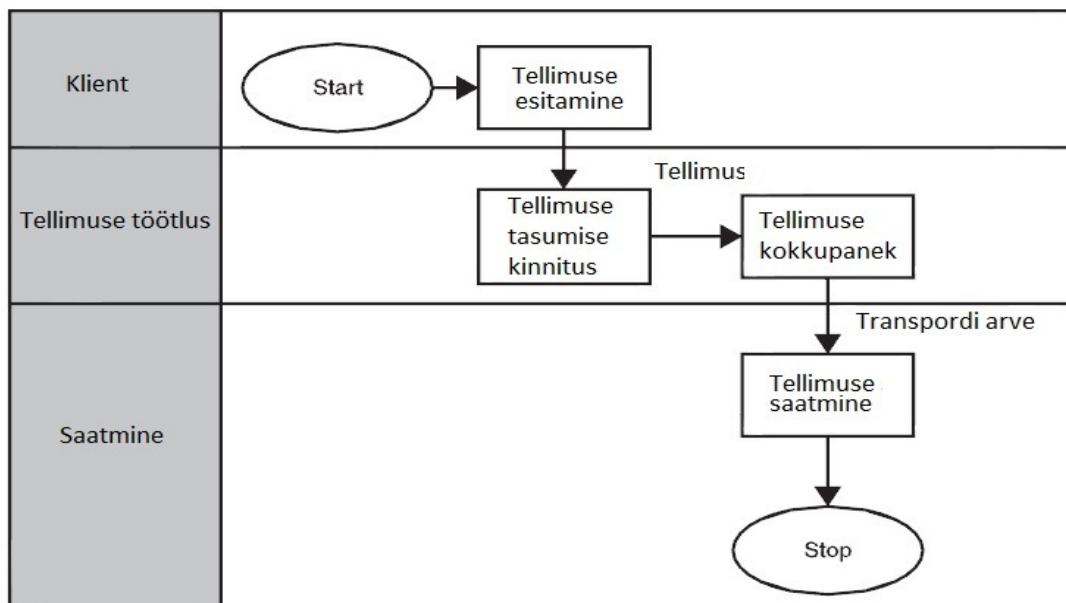 Klient
Start
Tellimuse
esitamine
Tellimuse töötlus
Tellimuse
tasumise
kinnitus
Tellimus
Tellimuse
kokkupanek
Saatmine
Transpordi arve
Tellimuse
saatmine
Stop